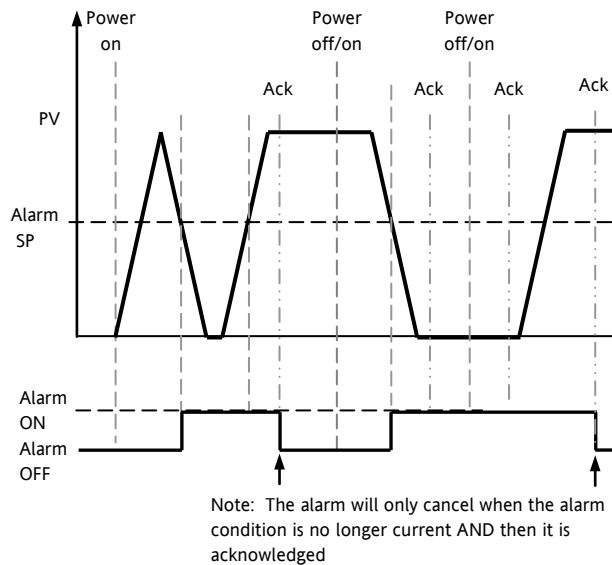 Power on
Power off/on
Power off/on
Ack
Ack
Ack
Ack
PV
Alarm SP
Alarm ON
Alarm OFF
Note: The alarm will only cancel when the alarm
condition is no longer current AND then it is
acknowledged